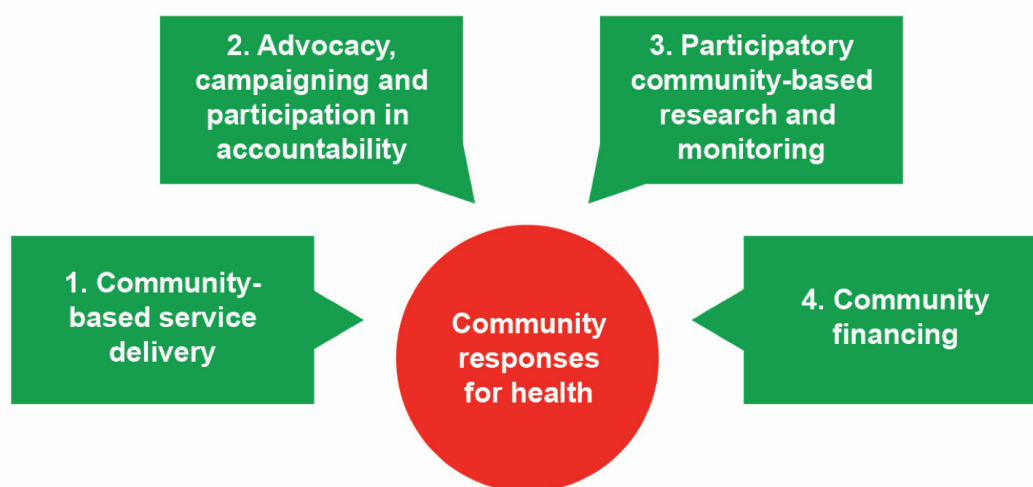 2. Advocacy,
campaigning and
participation in
accountability
3. Participatory
community-based
research and
monitoring
1. Community-
based service
delivery
Community
responses
for health
4. Community
financing